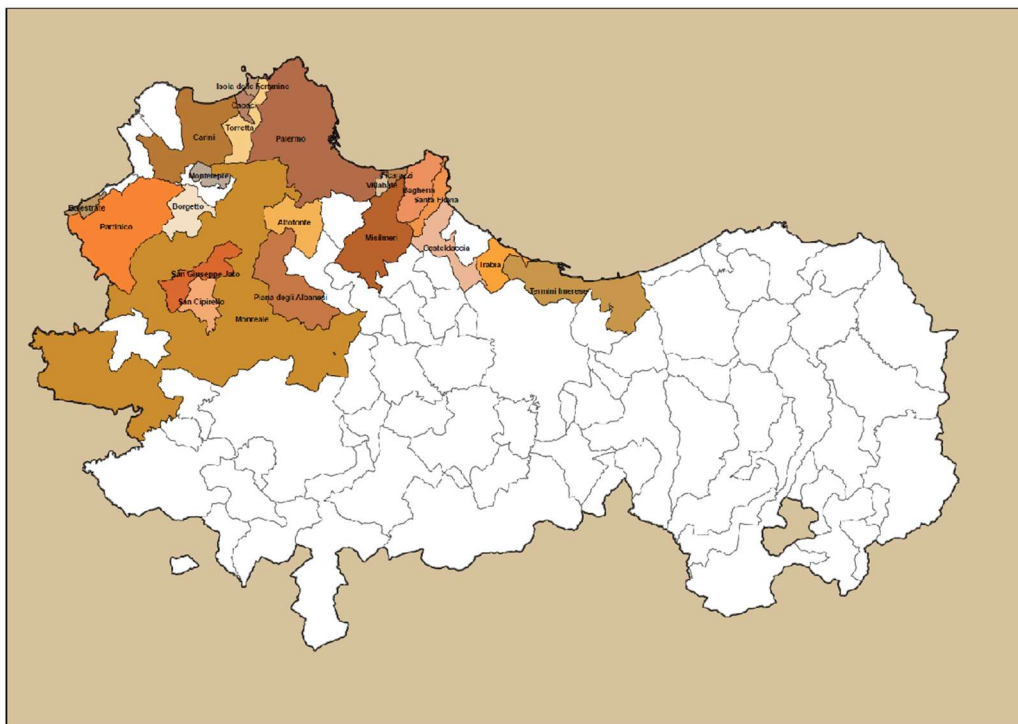 Isola delle Femmine
Capaci
Torretta
Carini
Palermo
Montelepre
Ficarazzi
Villabate
Bagheria
Santa Flavia
Balestrate
Borgetto
Partinico
Altofonte
Misilmeri
Casteldaccia
Trabia
San Giuseppe Jato
Termini Imerese
San Cipirello
Piana degli Albanesi
Monreale